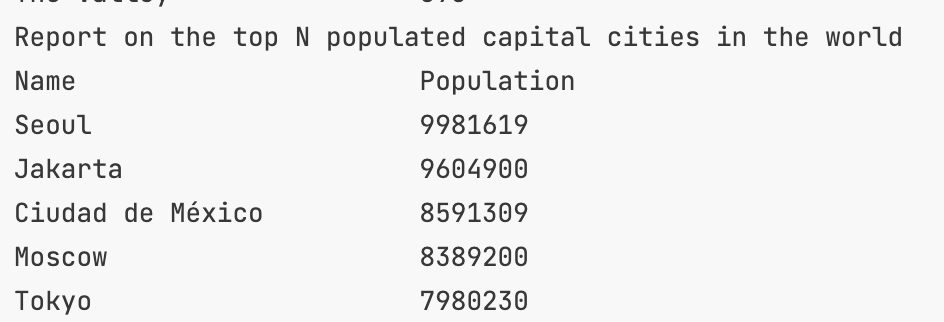 Report on the top N populated capital cities in the world
Name Population
Seoul 9981619
Jakarta 9604900
Ciudad de México 8591309
Moscow 8389200
Tokyo 7980230